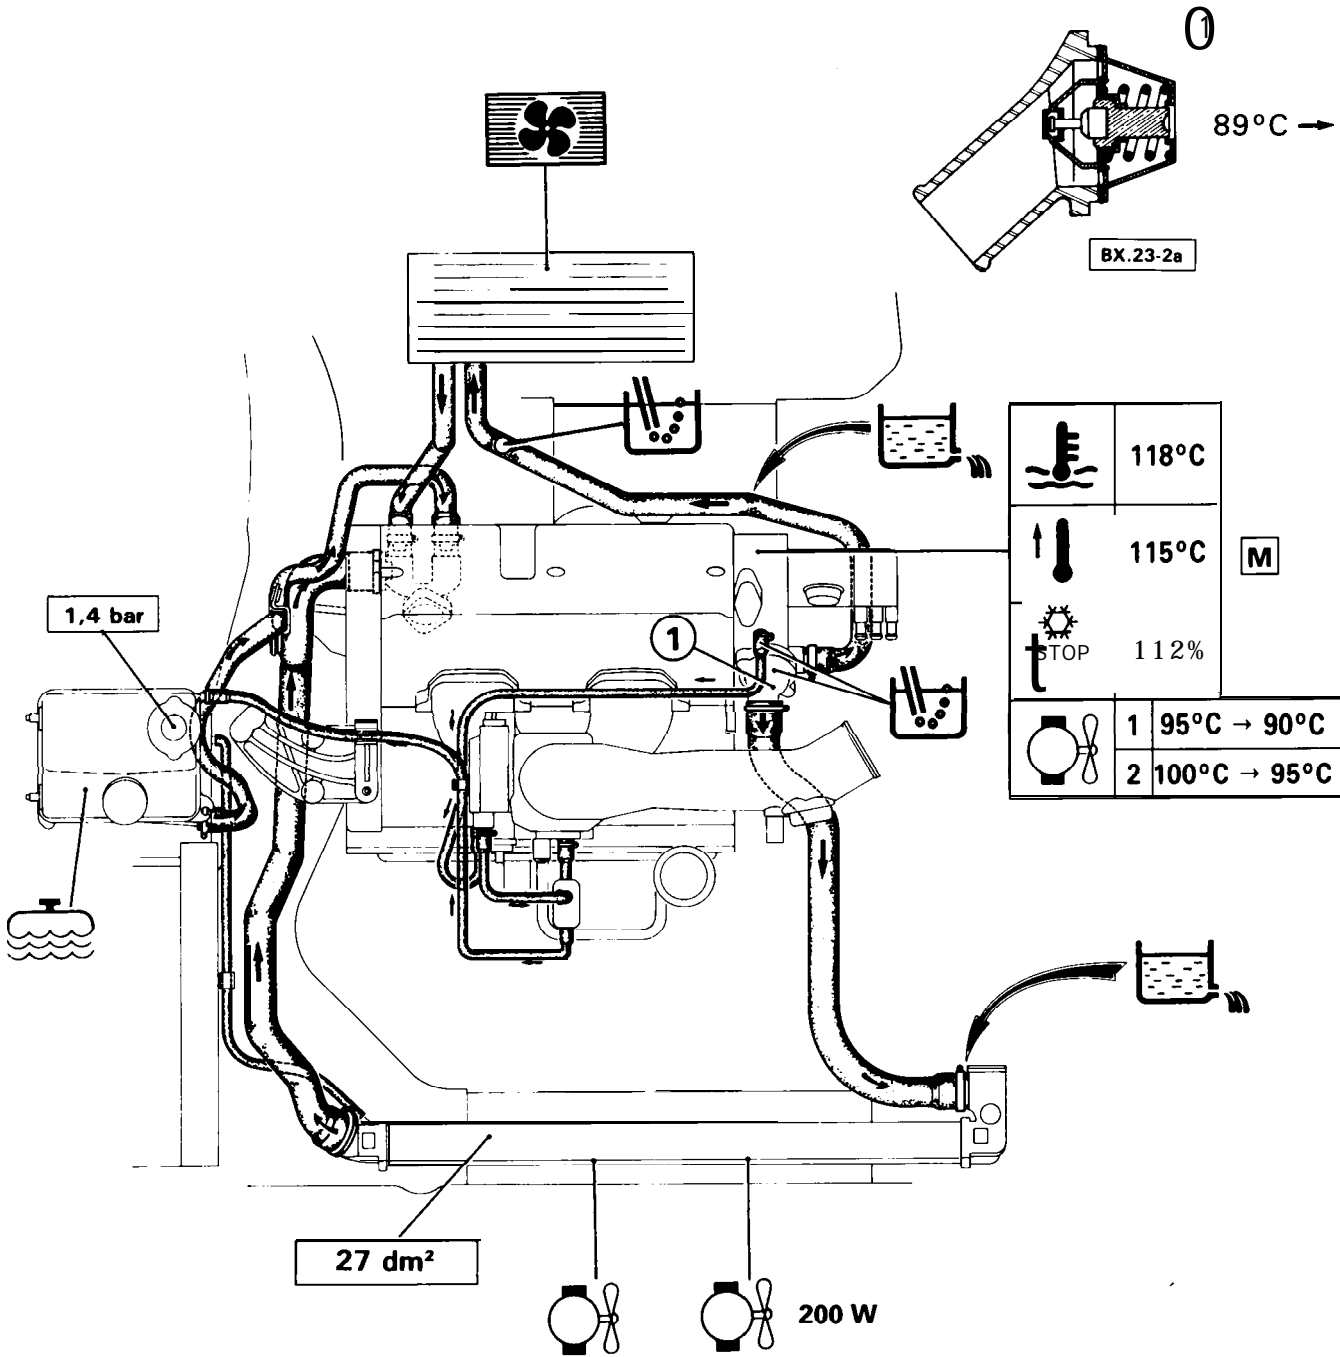 1
89°C →
BX.23-2a
118°C
115°C
M
STOP 112%
1,4 bar
1
1 95°C → 90°C
2 100°C → 95°C
27 dm²
200 W